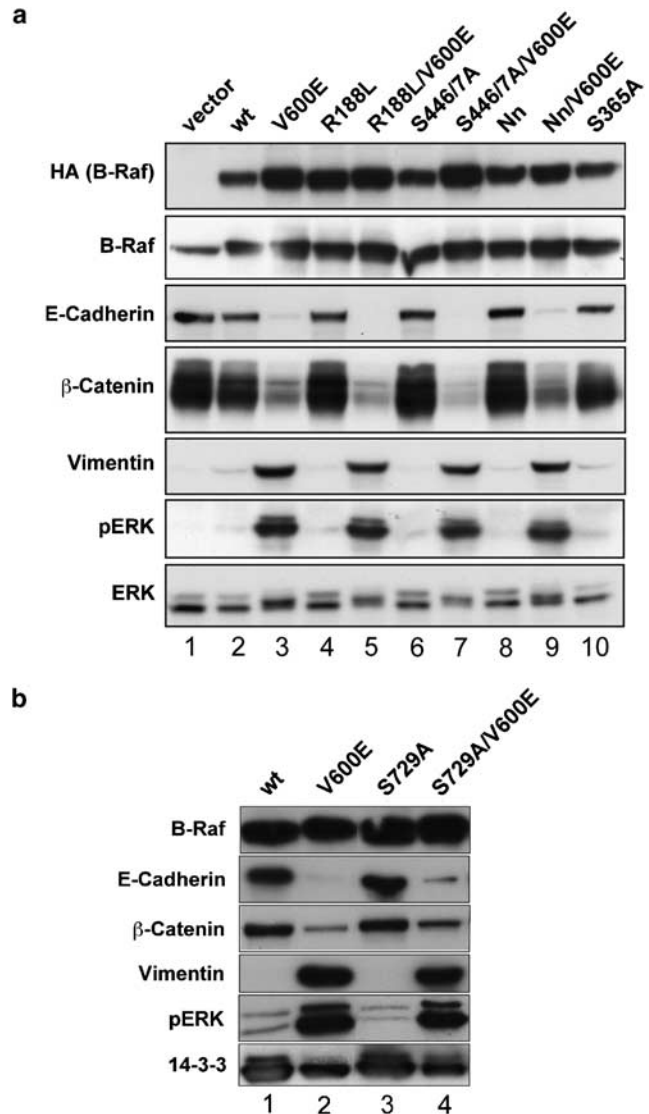 a
vector wt V600E R188L R188L/V600E S446/7A S446/7A/V600E Nn Nn/V600E S365A
HA (B-Raf)
B-Raf
E-Cadherin
β-Catenin
Vimentin
pERK
ERK
1 2 3 4 5 6 7 8 9 10
b
wt V600E S729A S729A/V600E
B-Raf
E-Cadherin
β-Catenin
Vimentin
pERK
14-3-3
1 2 3 4